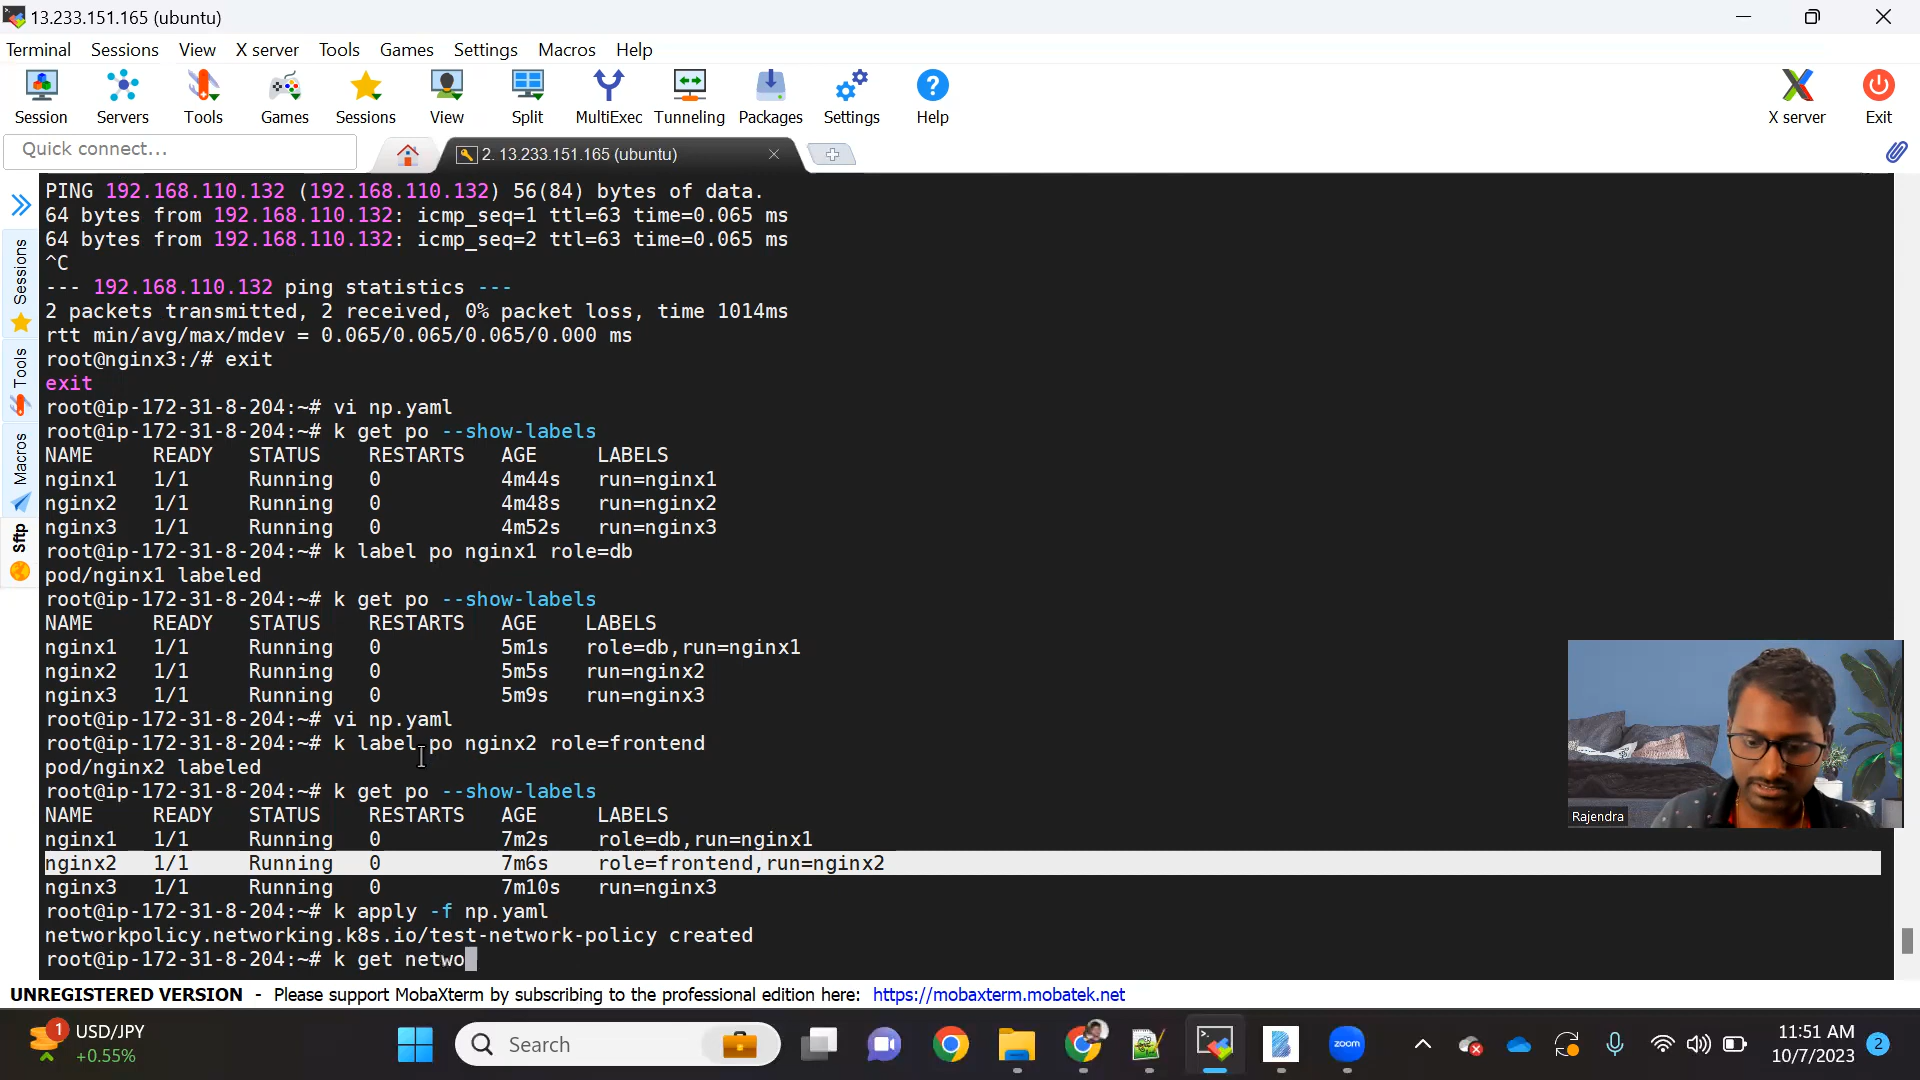 13.233.151.165 (ubuntu)
Terminal Sessions View X server Tools Games Settings Macros Help
Session Servers Tools Games Sessions View Split MultiExec Tunneling Packages Settings Help X server Exit
Quick connect...
2. 13.233.151.165 (ubuntu)
Sessions
Tools
Macros
Sftp
PING 192.168.110.132 (192.168.110.132) 56(84) bytes of data.
64 bytes from 192.168.110.132: icmp_seq=1 ttl=63 time=0.065 ms
64 bytes from 192.168.110.132: icmp_seq=2 ttl=63 time=0.065 ms
^C
--- 192.168.110.132 ping statistics ---
2 packets transmitted, 2 received, 0% packet loss, time 1014ms
rtt min/avg/max/mdev = 0.065/0.065/0.065/0.000 ms
root@nginx3:/# exit
exit
root@ip-172-31-8-204:~# vi np.yaml
root@ip-172-31-8-204:~# k get po --show-labels
NAME READY STATUS RESTARTS AGE LABELS
nginx1 1/1 Running 0 4m44s run=nginx1
nginx2 1/1 Running 0 4m48s run=nginx2
nginx3 1/1 Running 0 4m52s run=nginx3
root@ip-172-31-8-204:~# k label po nginx1 role=db
pod/nginx1 labeled
root@ip-172-31-8-204:~# k get po --show-labels
NAME READY STATUS RESTARTS AGE LABELS
nginx1 1/1 Running 0 5m1s role=db,run=nginx1
nginx2 1/1 Running 0 5m5s run=nginx2
nginx3 1/1 Running 0 5m9s run=nginx3
root@ip-172-31-8-204:~# vi np.yaml
root@ip-172-31-8-204:~# k label po nginx2 role=frontend
pod/nginx2 labeled
root@ip-172-31-8-204:~# k get po --show-labels
NAME READY STATUS RESTARTS AGE LABELS
nginx1 1/1 Running 0 7m2s role=db,run=nginx1
nginx2 1/1 Running 0 7m6s role=frontend,run=nginx2
nginx3 1/1 Running 0 7m10s run=nginx3
root@ip-172-31-8-204:~# k apply -f np.yaml
networkpolicy.networking.k8s.io/test-network-policy created
root@ip-172-31-8-204:~# k get netwo
Rajendra
UNREGISTERED VERSION - Please support MobaXterm by subscribing to the professional edition here: https://mobaxterm.mobatek.net
1
USD/JPY
+0.55%
Search
zoom
11:51 AM
10/7/2023
2